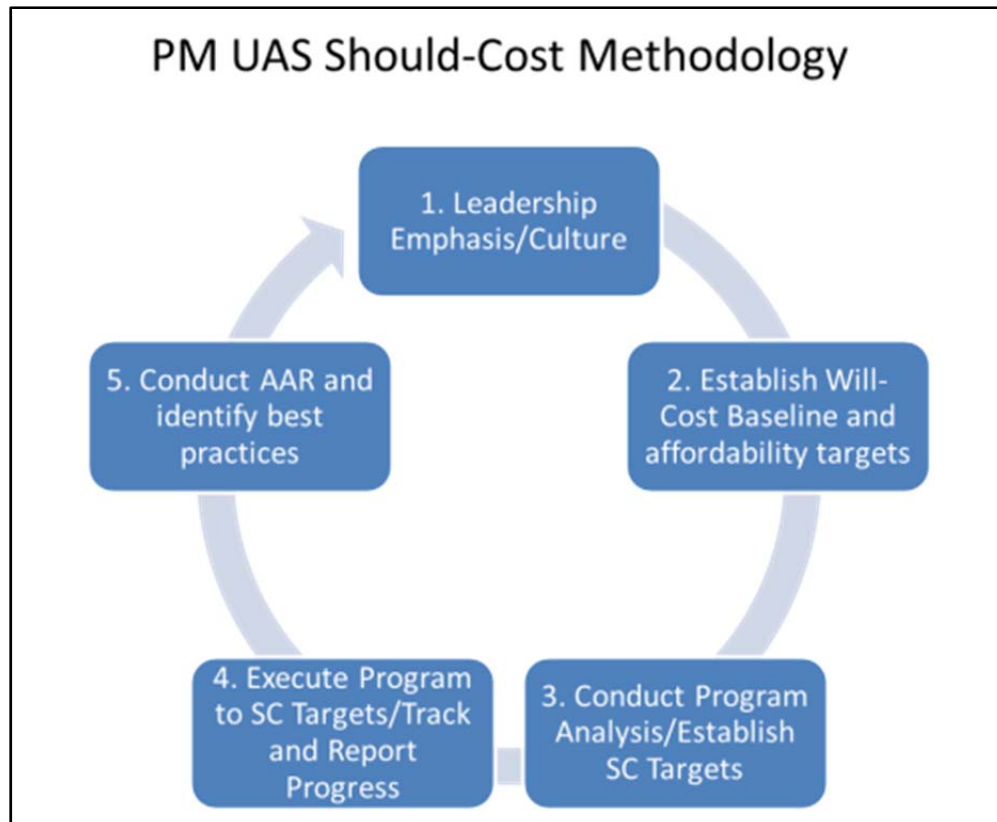 PM UAS Should-Cost Methodology
1. Leadership
Emphasis/Culture
2. Establish Will-
Cost Baseline and
affordability targets
3. Conduct Program
Analysis/Establish
SC Targets
4. Execute Program
to SC Targets/Track
and Report
Progress
5. Conduct AAR and
identify best
practices